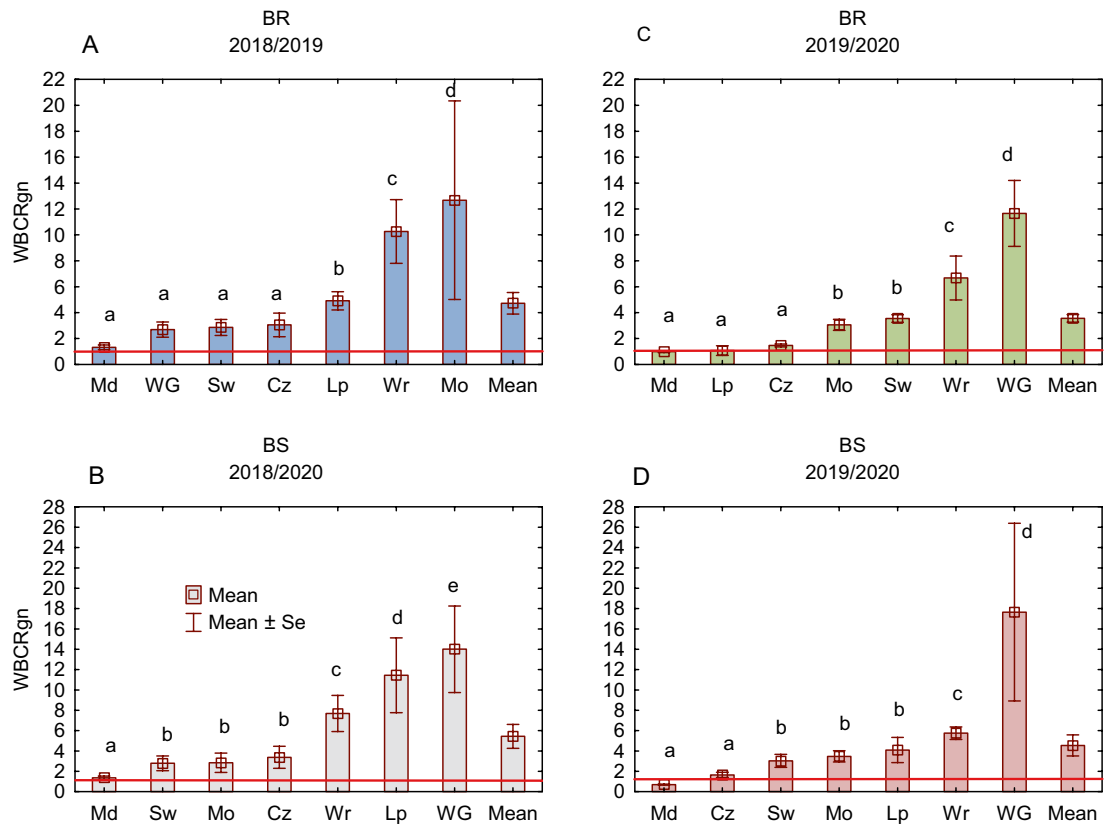 A
BR
2018/2019
22
20
18
16
14
12
10
8
6
4
2
0
WBCRgn
a
a
a
a
b
c
d
Md WG Sw Cz Lp Wr Mo Mean
C
BR
2019/2020
22
20
18
16
14
12
10
8
6
4
2
0
a
a
a
b
b
c
d
Md Lp Cz Mo Sw Wr WG Mean
B
BS
2018/2020
28
26
24
22
20
18
16
14
12
10
8
6
4
2
0
WBCRgn
Mean
Mean ± Se
a
b
b
b
c
d
e
Md Sw Mo Cz Wr Lp WG Mean
D
BS
2019/2020
28
26
24
22
20
18
16
14
12
10
8
6
4
2
0
a
a
b
b
b
c
d
Md Cz Sw Mo Lp Wr WG Mean